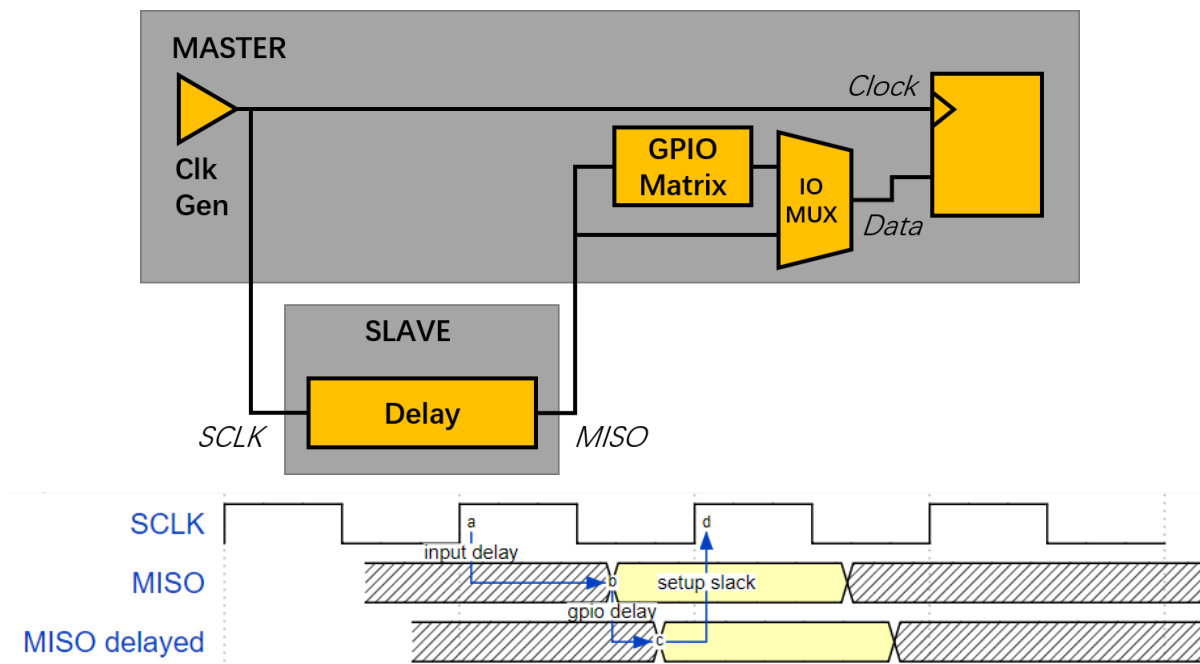 MASTER
Clock
Clk
Gen
GPIO
Matrix
IO
MUX
Data
SLAVE
Delay
SCLK
MISO
SCLK
a
d
input delay
MISO
b
setup slack
gpio delay
MISO delayed
c